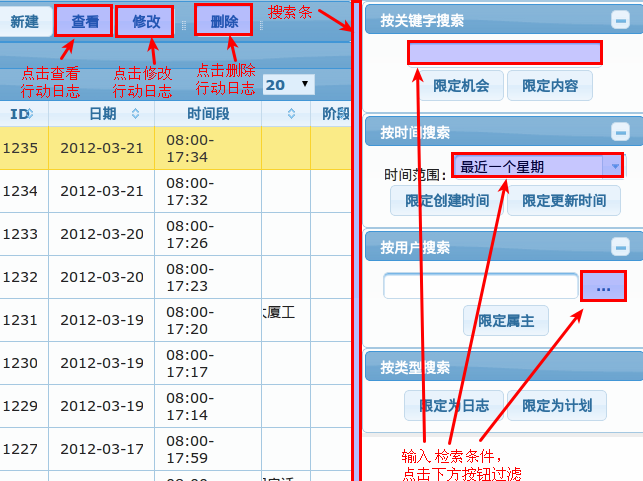 新建 查看 修改 删除 搜索条
点击查看
行动日志
点击修改
行动日志
点击删除
行动日志
20
ID 日期 时间段 阶段
1235 2012-03-21 08:00-
17:34
1234 2012-03-21 08:00-
17:32
1233 2012-03-20 08:00-
17:26
1232 2012-03-20 08:00-
17:23
1231 2012-03-19 08:00-
17:20
大厦工
1230 2012-03-19 08:00-
17:17
1229 2012-03-19 08:00-
17:14
1227 2012-03-17 08:00-
17:59
08:00-
按关键字搜索
限定机会 限定内容
按时间搜索
时间范围: 最近一个星期
限定创建时间 限定更新时间
按用户搜索
...
限定属主
按类型搜索
限定为日志 限定为计划
输入 检索条件，
点击下方按钮过滤